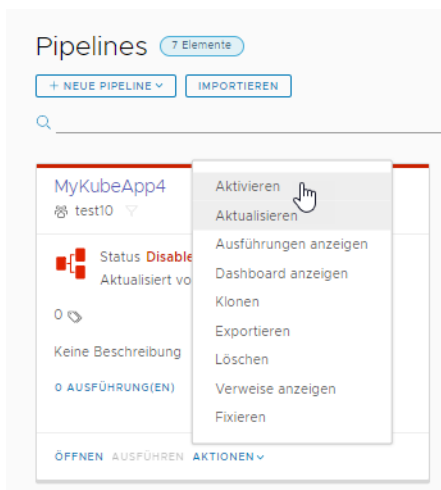 Pipelines 7 Elemente
+ NEUE PIPELINE IMPORTIEREN
MyKubeApp4
test10
Status Disable
Aktualisiert vo
0
Keine Beschreibung
0 AUSFÜHRUNG(EN)
ÖFFNEN AUSFÜHREN AKTIONEN
Aktivieren
Aktualisieren
Ausführungen anzeigen
Dashboard anzeigen
Klonen
Exportieren
Löschen
Verweise anzeigen
Fixieren